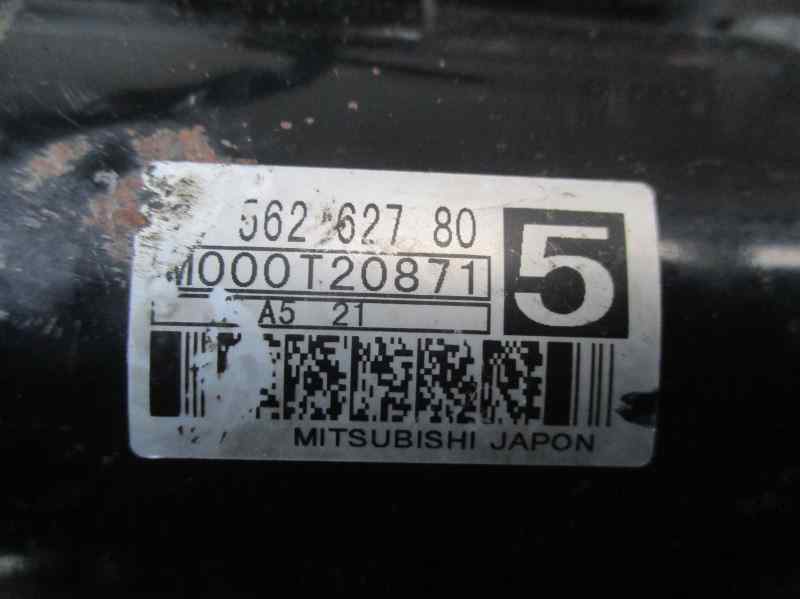 562 627 80
5
M000T20871
A5 21
MITSUBISHI JAPON